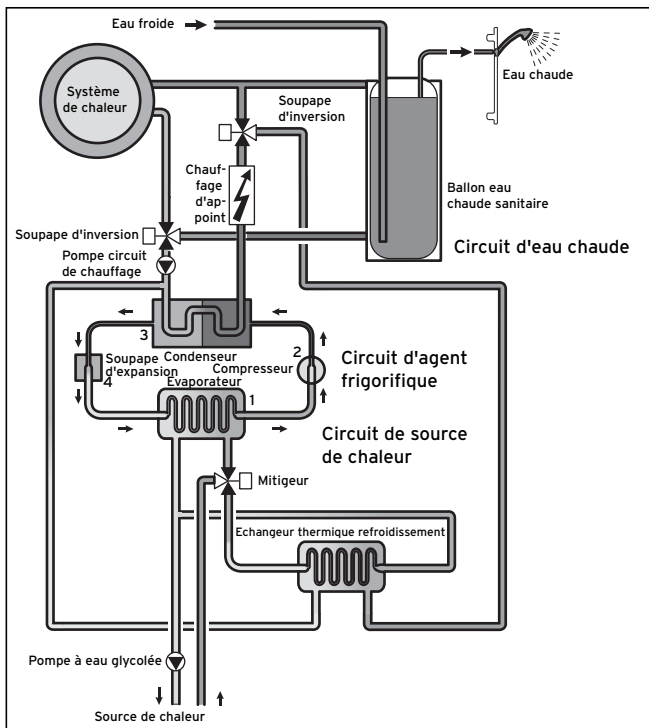 Eau froide
Eau chaude
Système
de chaleur
Soupape
d'inversion
Chauf-
fage
d'ap-
point
Ballon eau
chaude sanitaire
Soupape d'inversion
Circuit d'eau chaude
Pompe circuit
de chauffage
3
Condenseur
2
Compresseur
Soupape
d'expansion
4
Evaporateur
1
Circuit d'agent
frigorifique
Circuit de source
de chaleur
Mitigeur
Echangeur thermique refroidissement
Pompe à eau glycolée
Source de chaleur